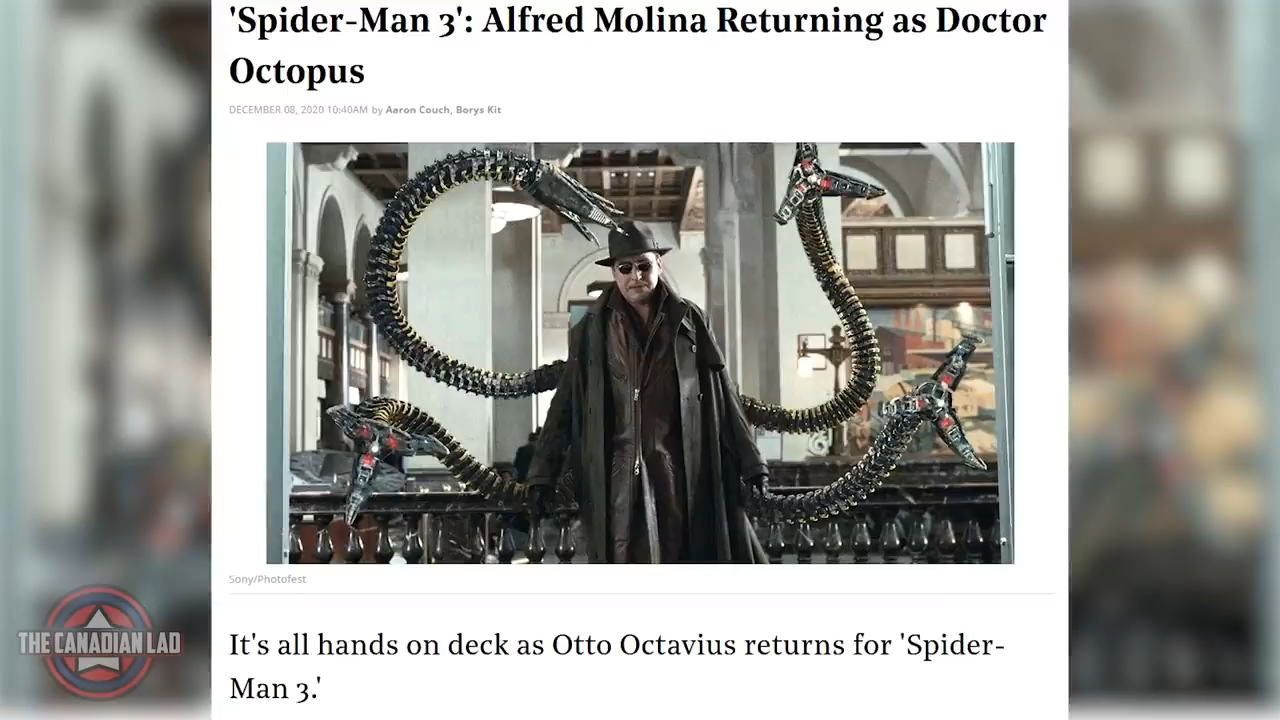 'Spider-Man 3': Alfred Molina Returning as Doctor
Octopus
DECEMBER 08, 2020 10:40AM by Aaron Couch, Borys Kit
Sony/Photofest
It's all hands on deck as Otto Octavius returns for 'Spider-
Man 3.'
THE CANADIAN LAD